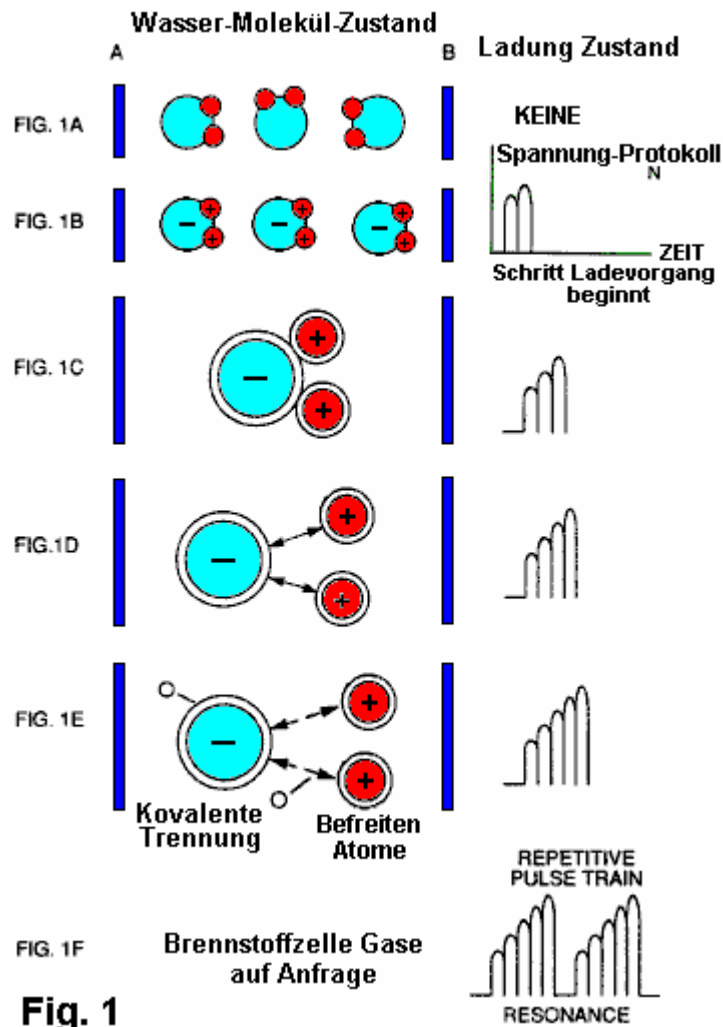 Wasser-Molekül-Zustand
A
B
Ladung Zustand
FIG. 1A
KEINE
Spannung-Protokoll
N
FIG. 1B
− + +
− + +
− + +
ZEIT
Schritt Ladevorgang
beginnt
FIG. 1C
− + +
FIG.1D
− + +
FIG. 1E
− + +
Kovalente
Trennung
Befreiten
Atome
REPETITIVE
PULSE TRAIN
FIG. 1F
Brennstoffzelle Gase
auf Anfrage
RESONANCE
Fig. 1